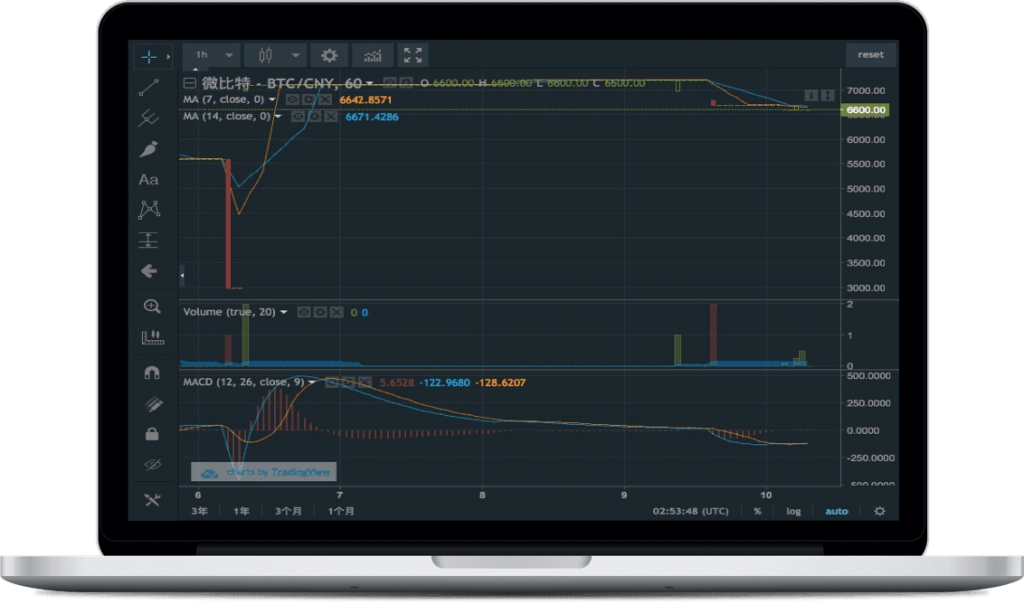 1h
reset
微比特 - BTC/CNY, 60 O 6600.00 H 6600.00 L 6600.00 C 6600.00
MA (7, close, 0) 6642.8571
MA (14, close, 0) 6671.4286
7000.00
6600.00
6000.00
5500.00
5000.00
4500.00
4000.00
3500.00
3000.00
Aa
Volume (true, 20) 0 0
2
1
0
MACD (12, 26, close, 9) 5.6528 -122.9680 -128.6207
500.0000
250.0000
0.0000
-250.0000
-500.0000
charts by TradingView
6 7 8 9 10
3年 1年 3个月 1个月 02:53:48 (UTC) % log auto